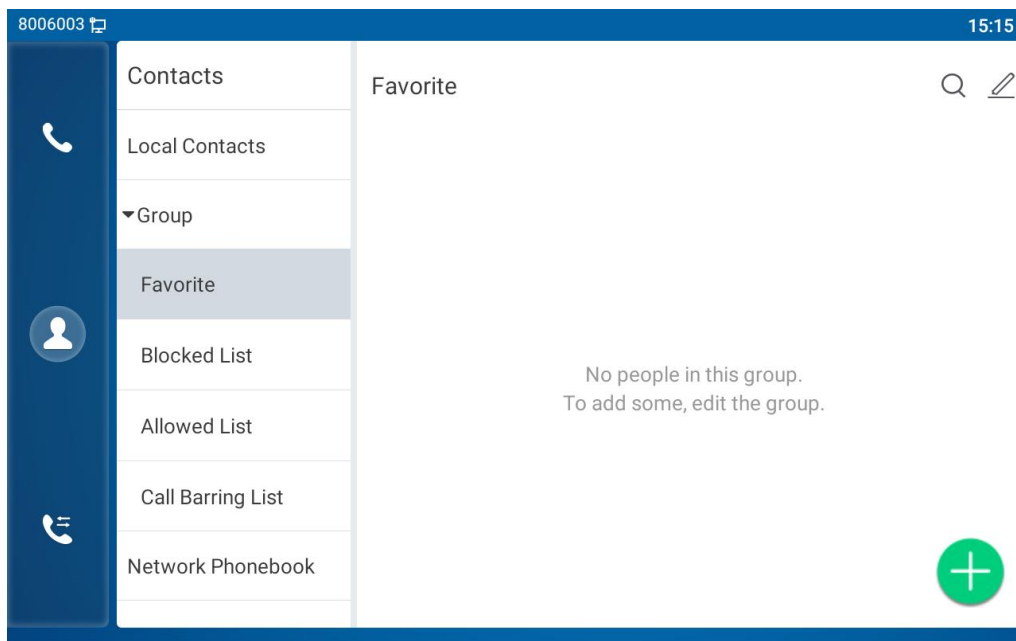 8006003
15:15
Contacts
Local Contacts
Group
Favorite
Blocked List
Allowed List
Call Barring List
Network Phonebook
Favorite
No people in this group.
To add some, edit the group.